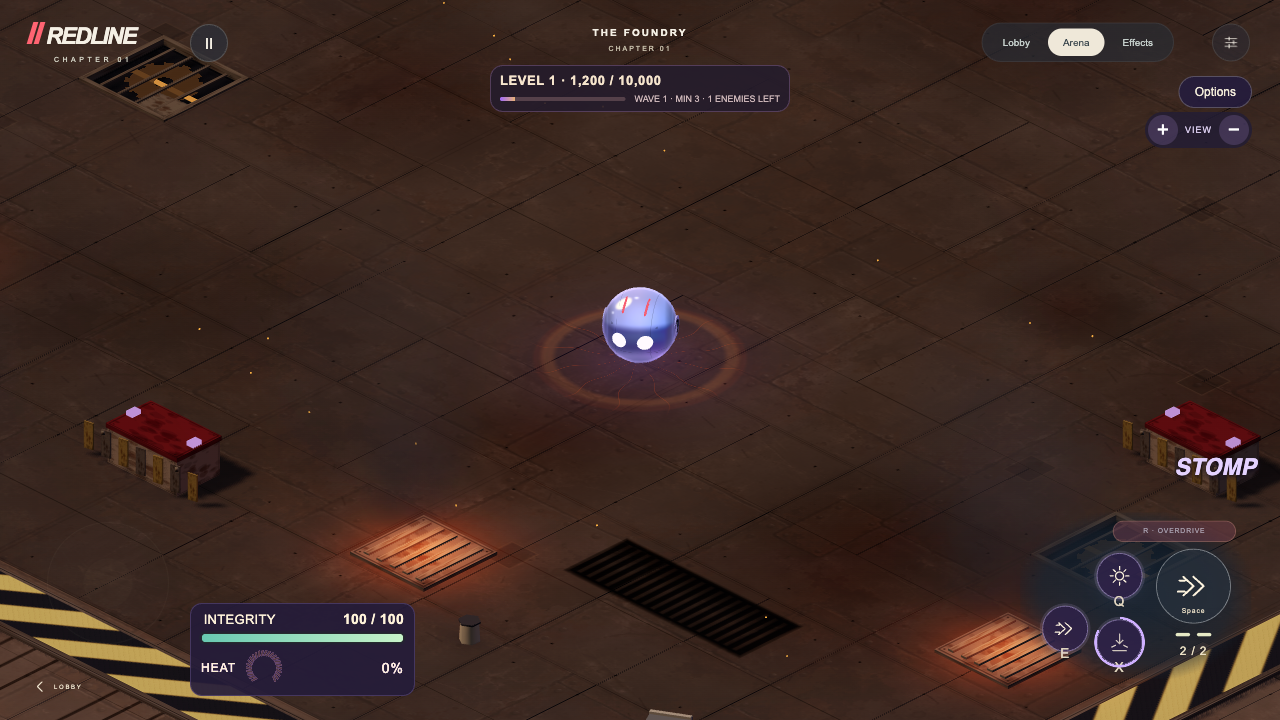 REDLINE
CHAPTER 01
THE FOUNDRY
CHAPTER 01
LEVEL 1 · 1,200 / 10,000
WAVE 1 · MIN 3 · 1 ENEMIES LEFT
Lobby
Arena
Effects
Options
+ VIEW −
STOMP
R · OVERDRIVE
Q
Space
E
X
2 / 2
INTEGRITY 100 / 100
HEAT 0%
LOBBY